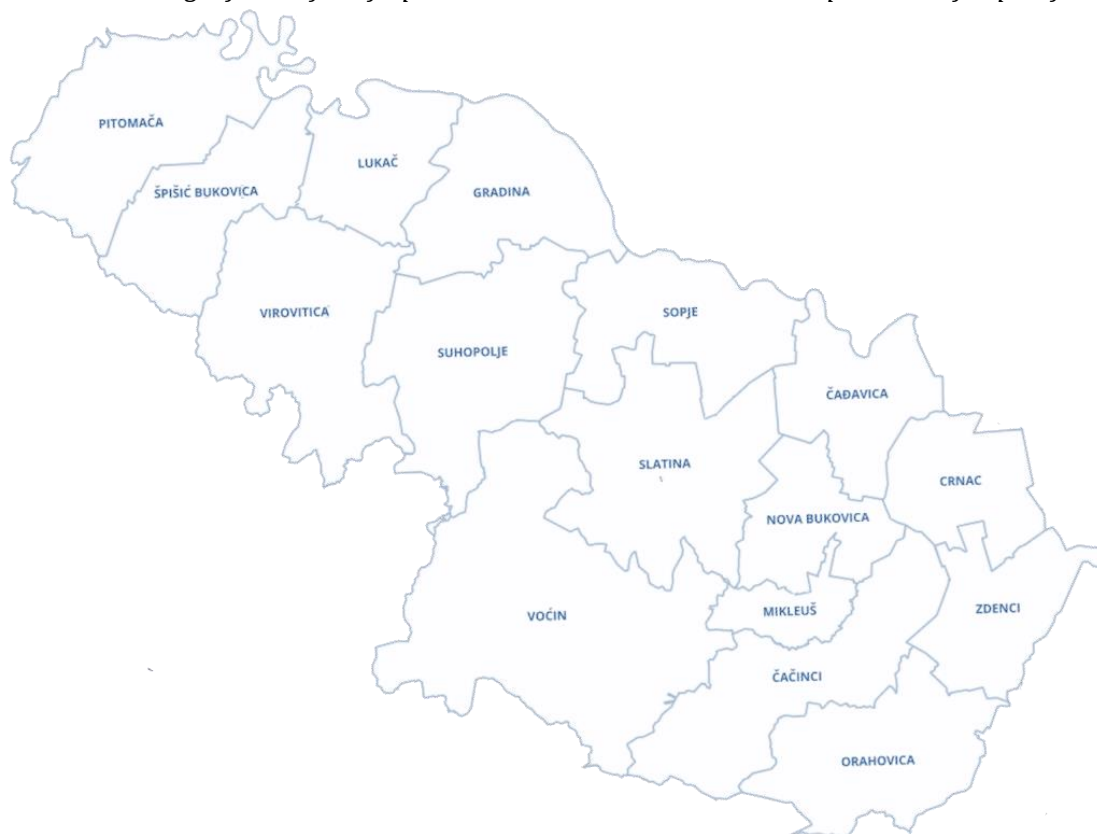 PITOMAČA
LUKAČ
ŠPIŠIĆ BUKOVICA
GRADINA
VIROVITICA
SOPJE
SUHOPOLJE
ČAĐAVICA
SLATINA
CRNAC
NOVA BUKOVICA
ZDENCI
MIKLEUŠ
VOĆIN
ČAČINCI
ORAHOVICA